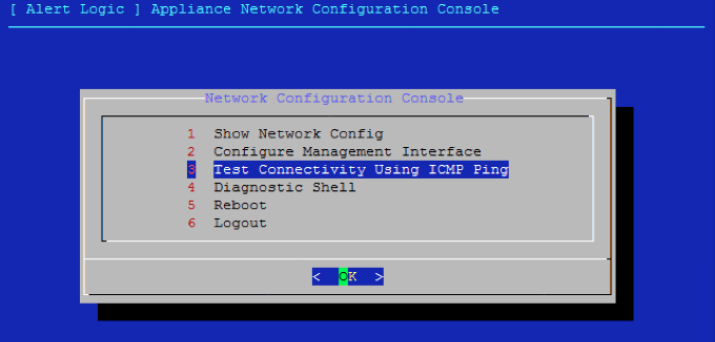 [ Alert Logic ] Appliance Network Configuration Console
Network Configuration Console
1 Show Network Config
2 Configure Management Interface
3 Test Connectivity Using ICMP Ping
4 Diagnostic Shell
5 Reboot
6 Logout
< OK >